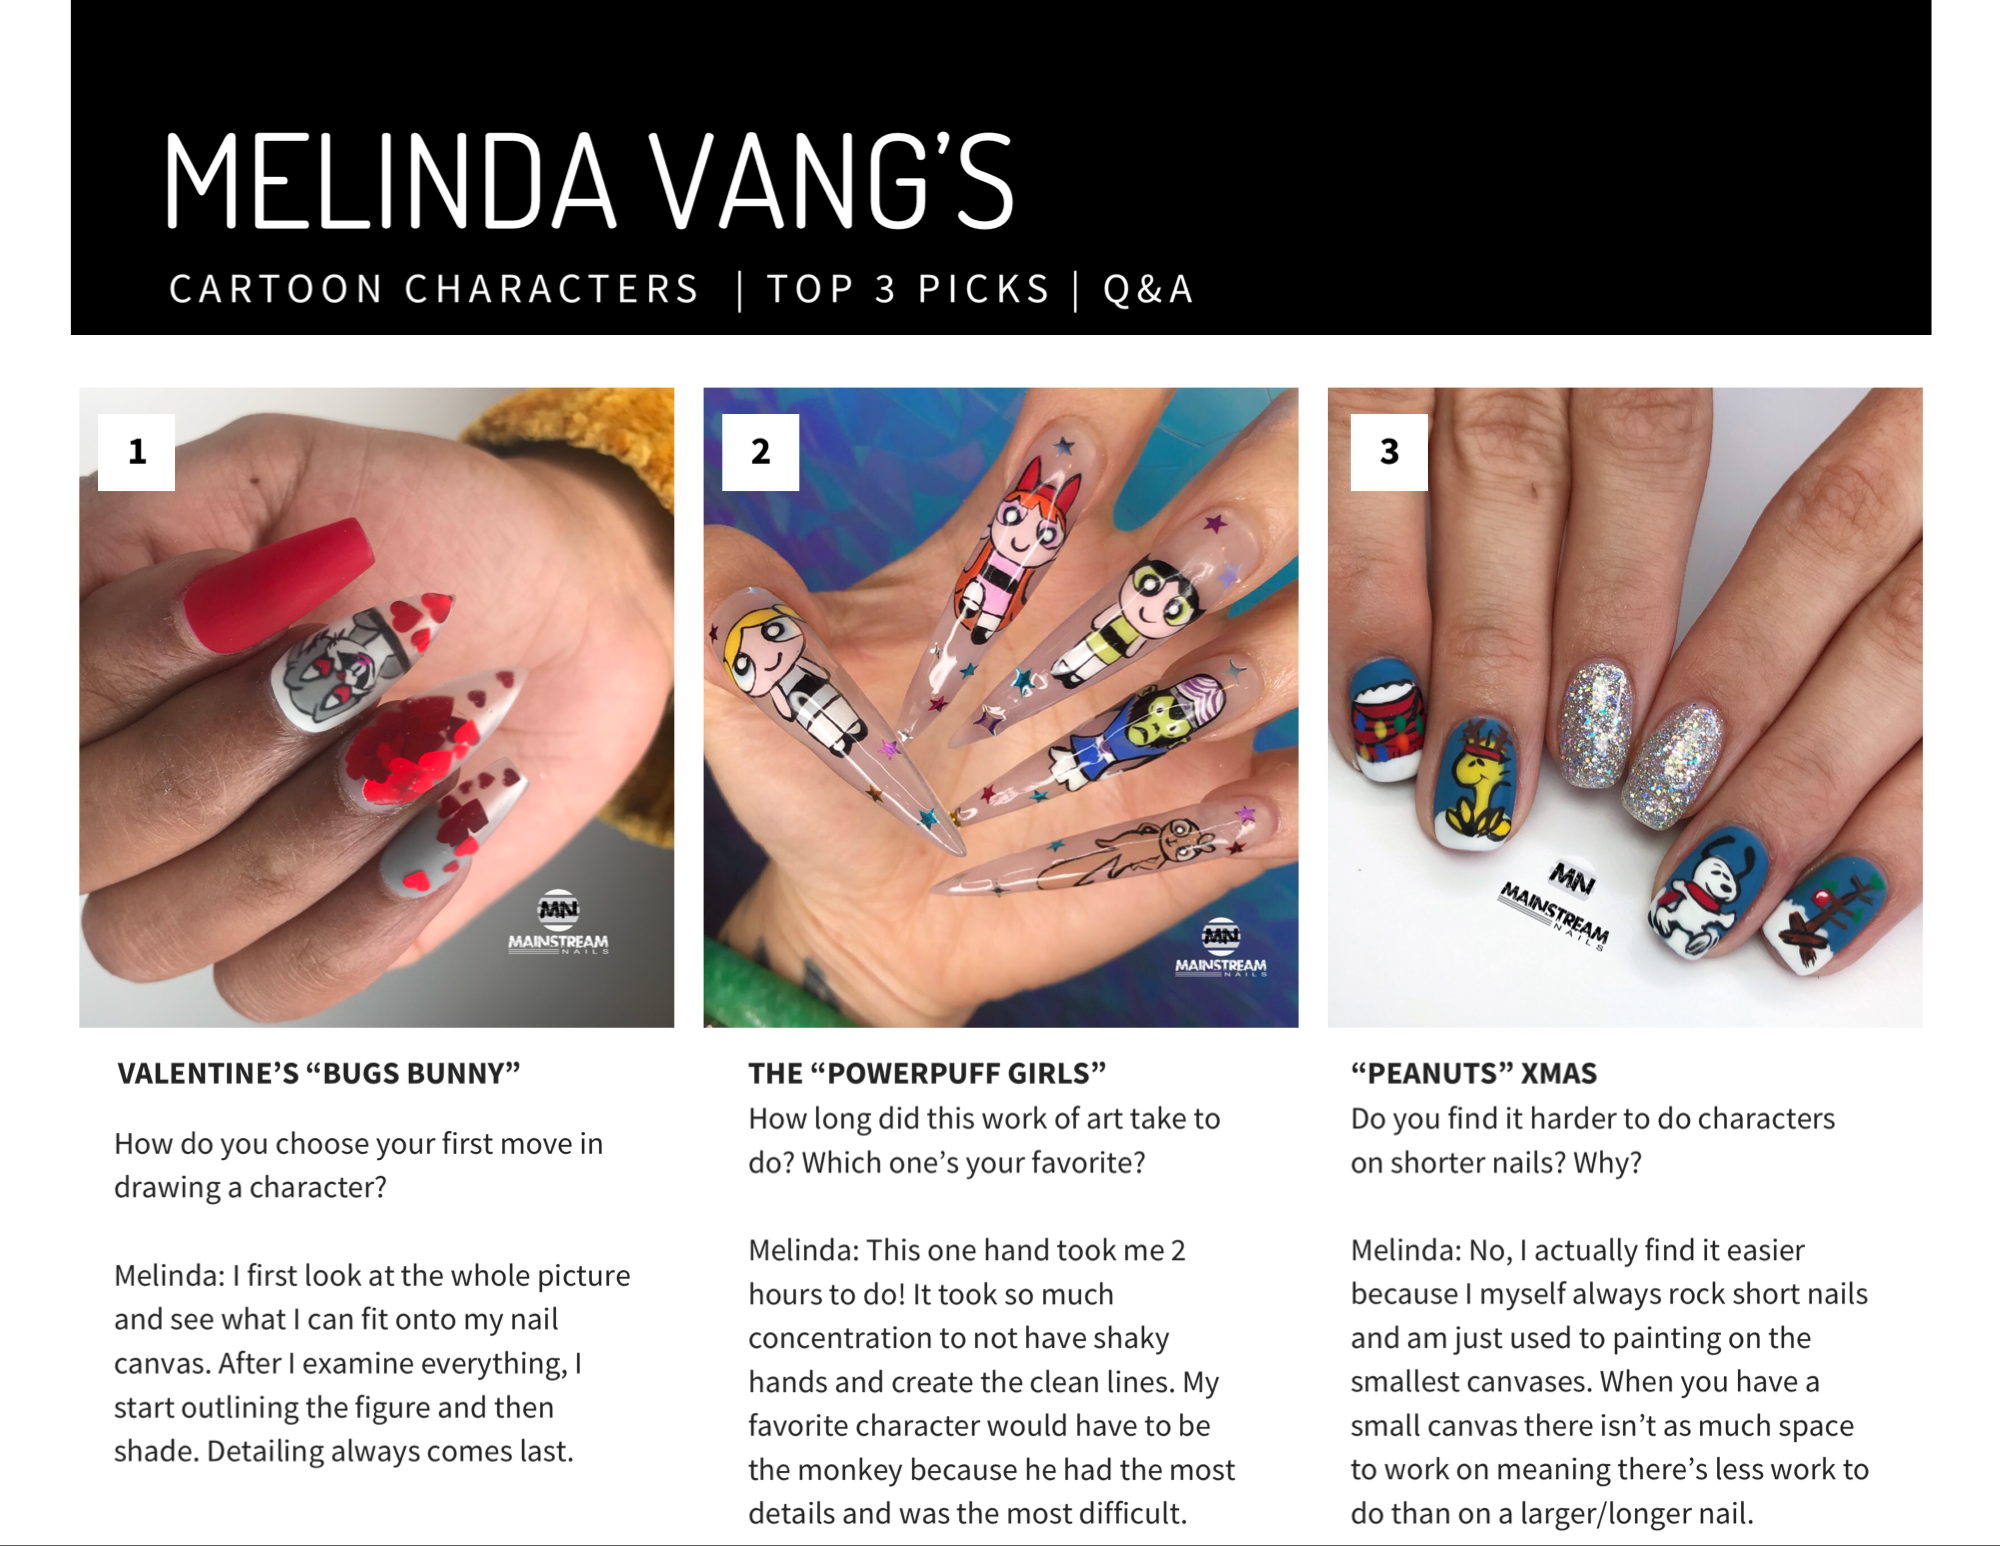 MELINDA VANG’S
CARTOON CHARACTERS | TOP 3 PICKS | Q&A
1
MN
MAINSTREAM
NAILS
VALENTINE’S “BUGS BUNNY”
How do you choose your first move in
drawing a character?
Melinda: I first look at the whole picture
and see what I can fit onto my nail
canvas. After I examine everything, I
start outlining the figure and then
shade. Detailing always comes last.
2
MN
MAINSTREAM
NAILS
THE “POWERPUFF GIRLS”
How long did this work of art take to
do? Which one’s your favorite?
Melinda: This one hand took me 2
hours to do! It took so much
concentration to not have shaky
hands and create the clean lines. My
favorite character would have to be
the monkey because he had the most
details and was the most difficult.
3
MN
MAINSTREAM
NAILS
“PEANUTS” XMAS
Do you find it harder to do characters
on shorter nails? Why?
Melinda: No, I actually find it easier
because I myself always rock short nails
and am just used to painting on the
smallest canvases. When you have a
small canvas there isn’t as much space
to work on meaning there’s less work to
do than on a larger/longer nail.